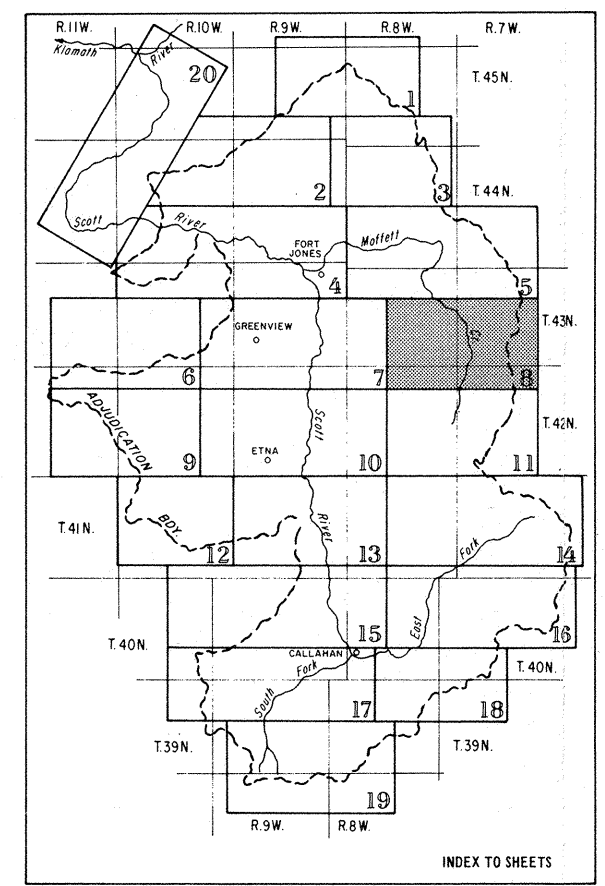 R.11W. R.10W. R.9W. R.8W. R.7W.
Klamath River
20
T.45N.
1
2
3
T.44N.
Scott River
FORT JONES
Moffett
4
5
GREENVIEW
T.43N.
Cr.
6
7
8
ADJUDICATION
Scott
T.42N.
ETNA
9
10
11
T.41N.
BDY.
River
Fork
12
13
14
East
T.40N.
15
16
CALLAHAN
South Fork
T.40N.
17
18
T.39N.
T.39N.
19
R.9W. R.8W.
INDEX TO SHEETS